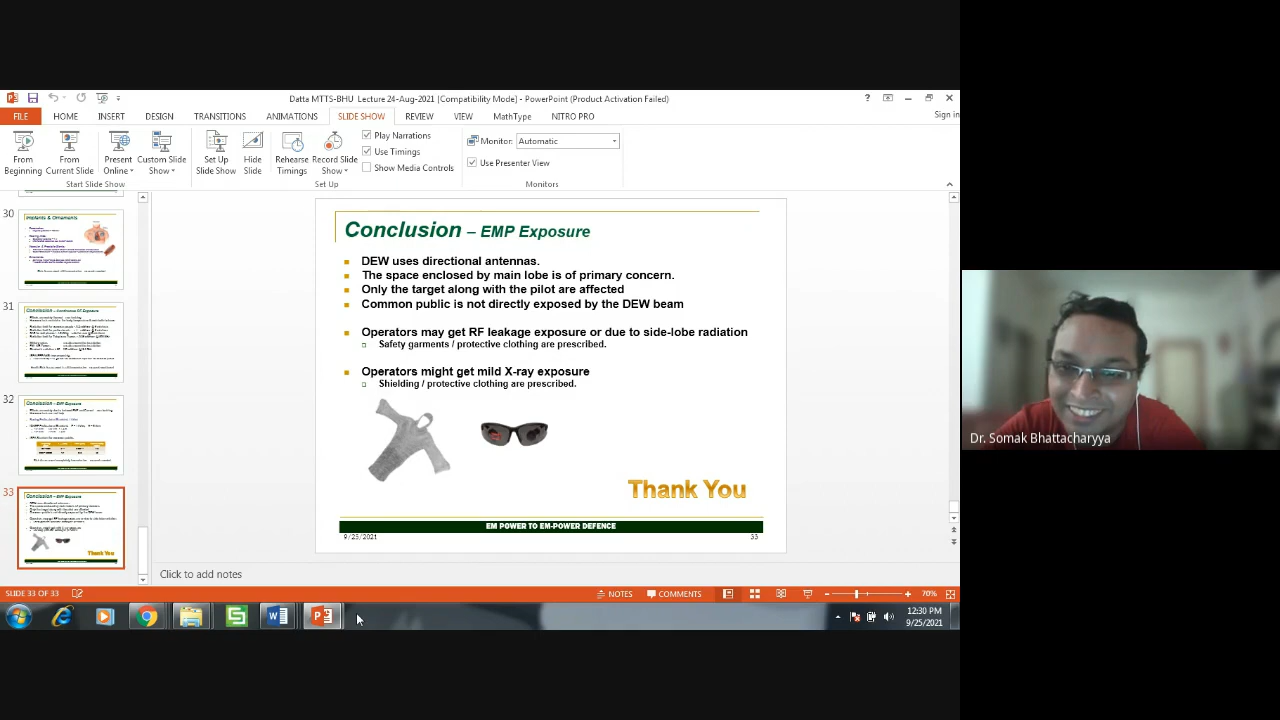 Datta MTTS-BHU Lecture 24-Aug-2021 [Compatibility Mode] - PowerPoint (Product Activation Failed)
FILE HOME INSERT DESIGN TRANSITIONS ANIMATIONS SLIDE SHOW REVIEW VIEW MathType NITRO PRO Sign in
From Beginning
From Current Slide
Present Online
Custom Slide Show
Start Slide Show
Set Up Slide Show
Hide Slide
Rehearse Timings
Record Slide Show
Play Narrations
Use Timings
Show Media Controls
Set Up
Monitor: Automatic
Use Presenter View
Monitors
30
Implants & Ornaments
31
32
33
Thank You
Conclusion – EMP Exposure
DEW uses directional antennas.
The space enclosed by main lobe is of primary concern.
Only the target along with the pilot are affected
Common public is not directly exposed by the DEW beam
Operators may get RF leakage exposure or due to side-lobe radiation
Safety garments / protective clothing are prescribed.
Operators might get mild X-ray exposure
Shielding / protective clothing are prescribed.
Thank You
EM POWER TO EM-POWER DEFENCE
9/25/2021 33
Click to add notes
SLIDE 33 OF 33 NOTES COMMENTS 70%
12:30 PM
9/25/2021
Dr. Somak Bhattacharyya